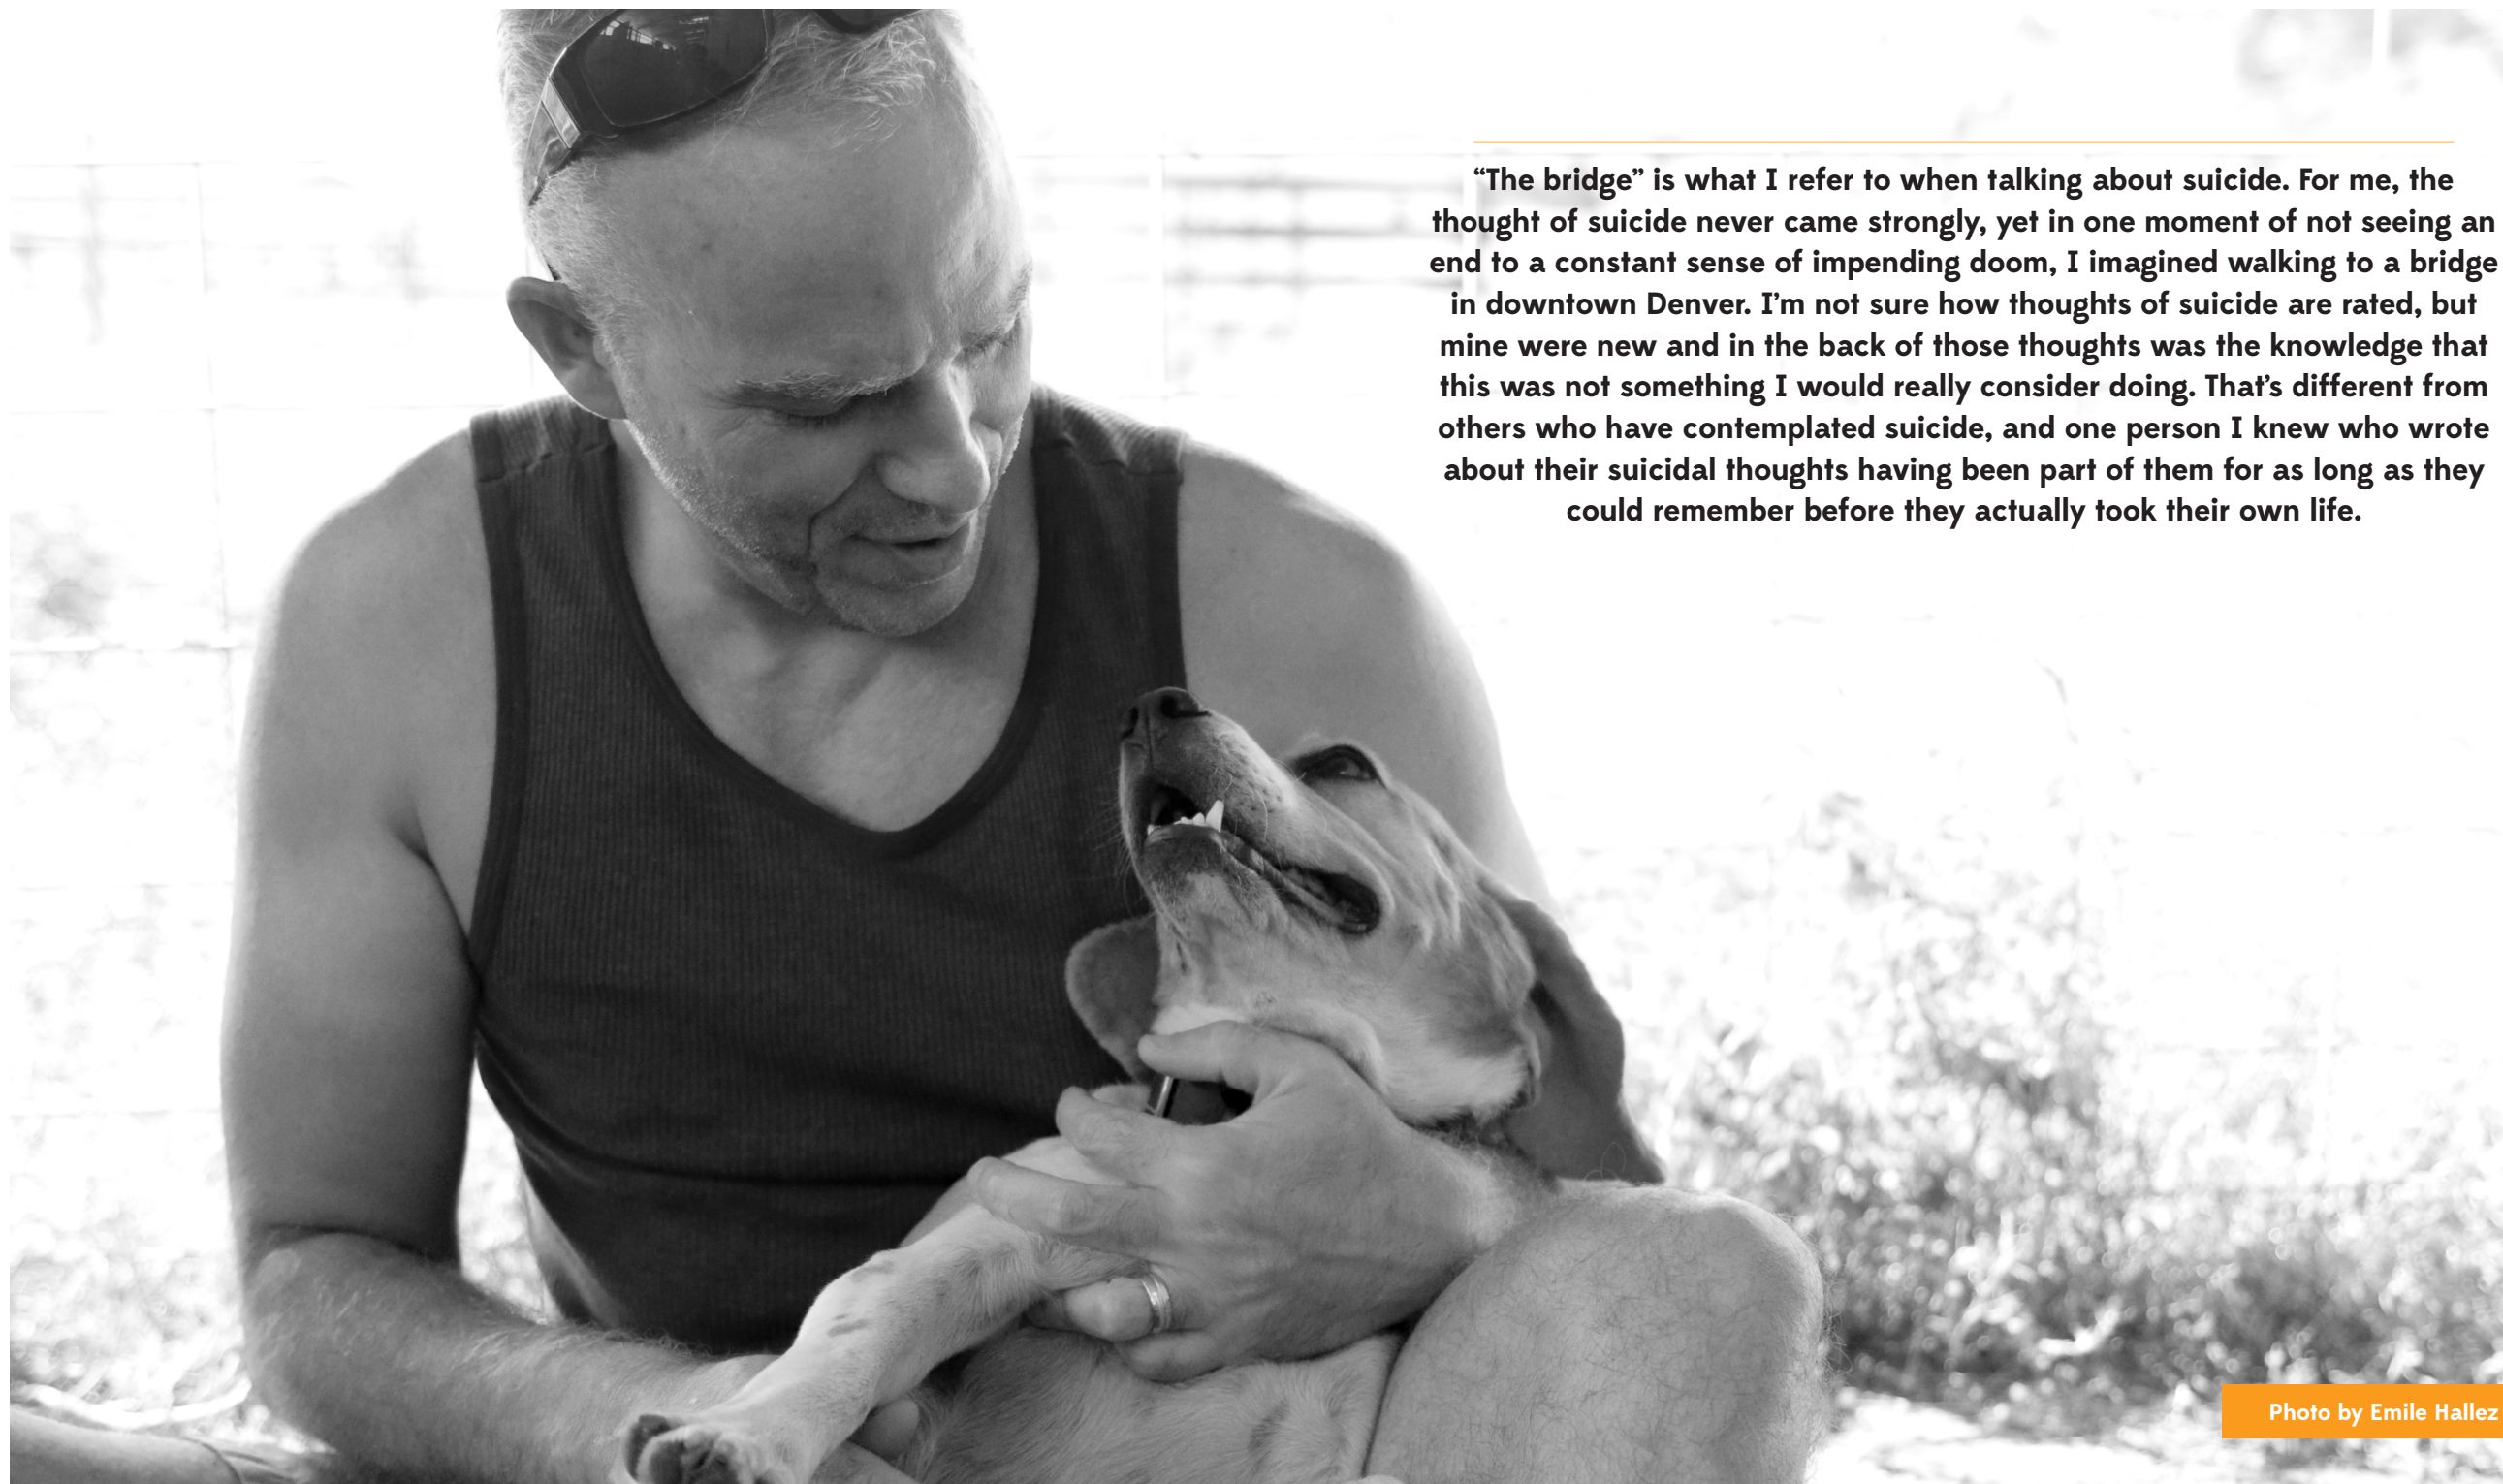 “The bridge” is what I refer to when talking about suicide. For me, the
thought of suicide never came strongly, yet in one moment of not seeing an
end to a constant sense of impending doom, I imagined walking to a bridge
in downtown Denver. I’m not sure how thoughts of suicide are rated, but
mine were new and in the back of those thoughts was the knowledge that
this was not something I would really consider doing. That’s different from
others who have contemplated suicide, and one person I knew who wrote
about their suicidal thoughts having been part of them for as long as they
could remember before they actually took their own life.
Photo by Emile Hallez